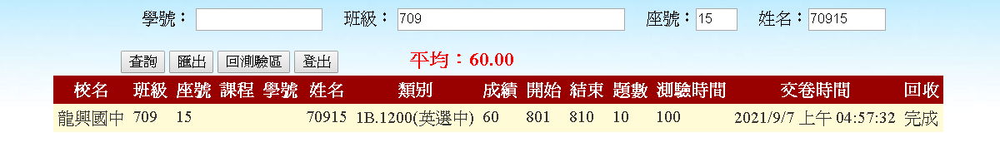 學號： 班級： 709 座號： 15 姓名： 70915
查詢 匯出 回測驗區 登出 平均：60.00
校名 班級 座號 課程 學號 姓名 類別 成績 開始 結束 題數 測驗時間 交卷時間 回收
龍興國中 709 15 70915 1B.1200(英選中) 60 801 810 10 100 2021/9/7 上午 04:57:32 完成